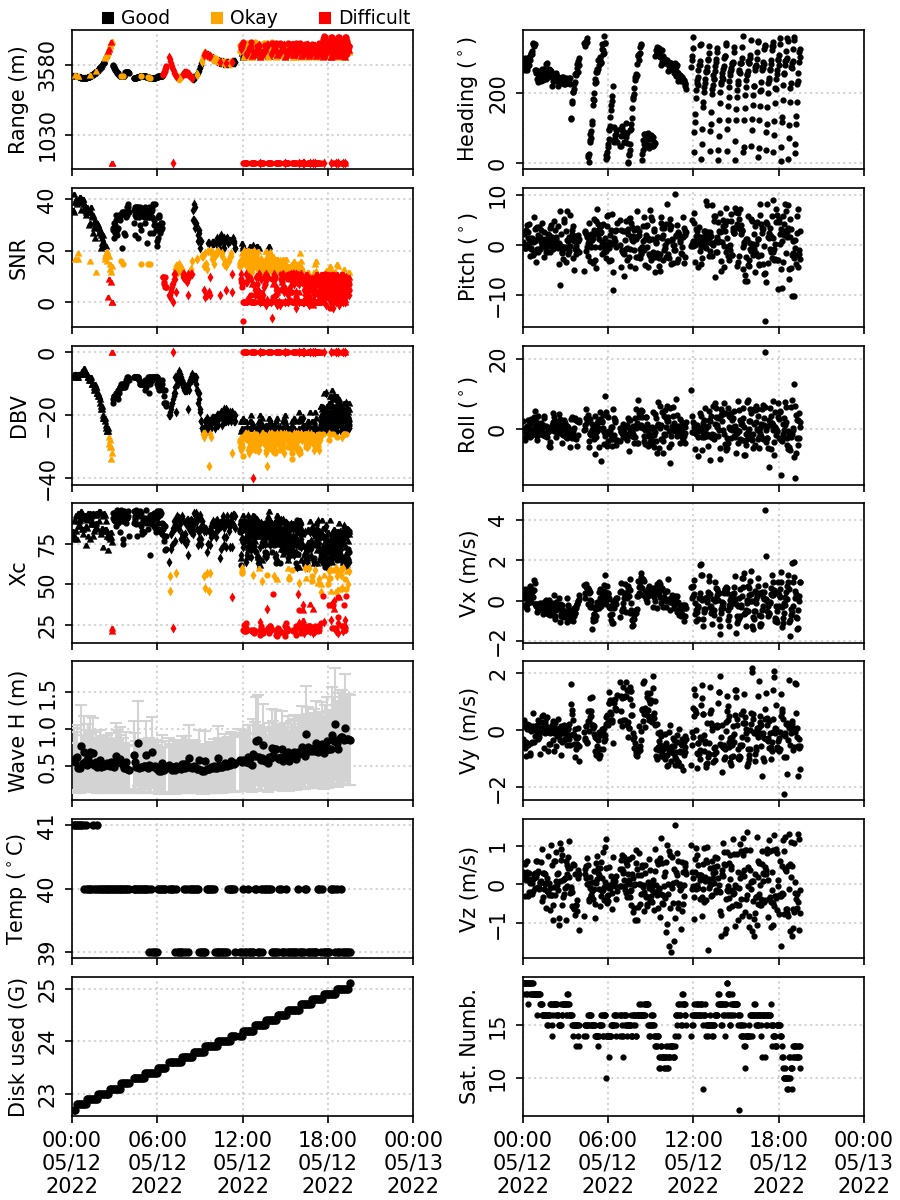 Good Okay Difficult
Range (m)
3580
1030
Heading (°)
200
0
SNR
40
20
0
Pitch (°)
10
0
−10
DBV
0
−20
−40
Roll (°)
20
0
Xc
75
50
25
Vx (m/s)
4
2
0
−2
Wave H (m)
1.5
1.0
0.5
Vy (m/s)
2
0
−2
Temp (°C)
41
40
39
Vz (m/s)
1
0
−1
Disk used (G)
25
24
23
Sat. Numb.
15
10
00:00 06:00 12:00 18:00 00:00
05/12 05/12 05/12 05/12 05/13
2022 2022 2022 2022 2022
00:00 06:00 12:00 18:00 00:00
05/12 05/12 05/12 05/12 05/13
2022 2022 2022 2022 2022